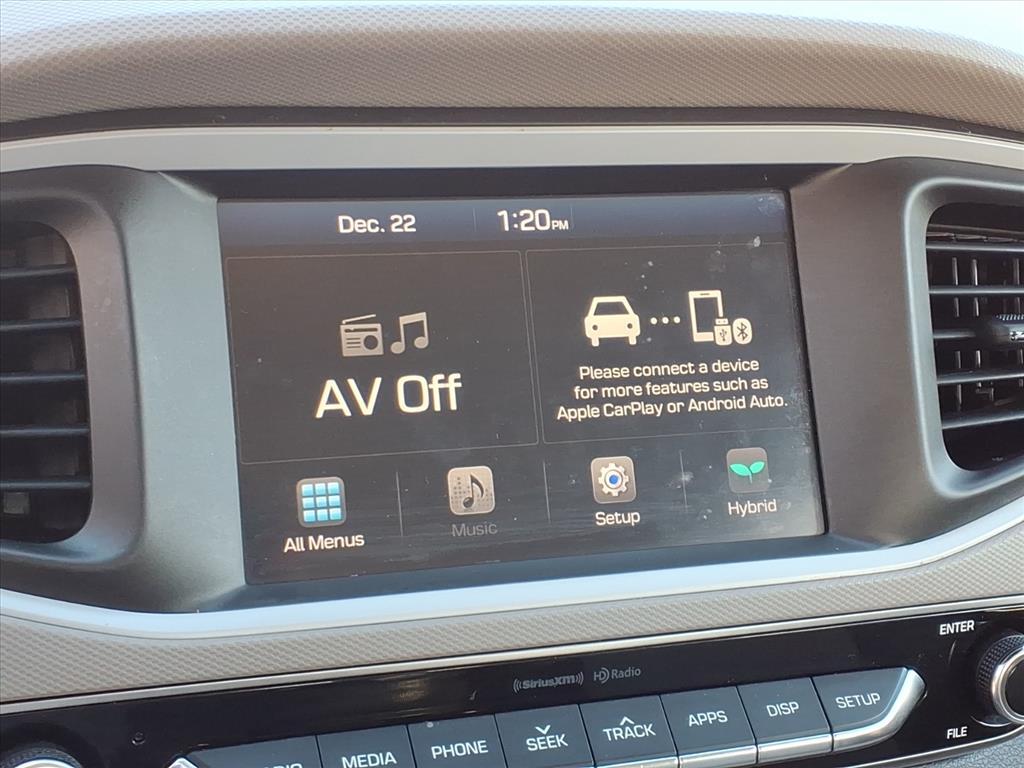 Dec. 22
1:20PM
AV Off
Please connect a device
for more features such as
Apple CarPlay or Android Auto.
All Menus
Music
Setup
Hybrid
ENTER
((SiriusXM))
HD Radio
MEDIA
PHONE
SEEK
TRACK
APPS
DISP
SETUP
FILE